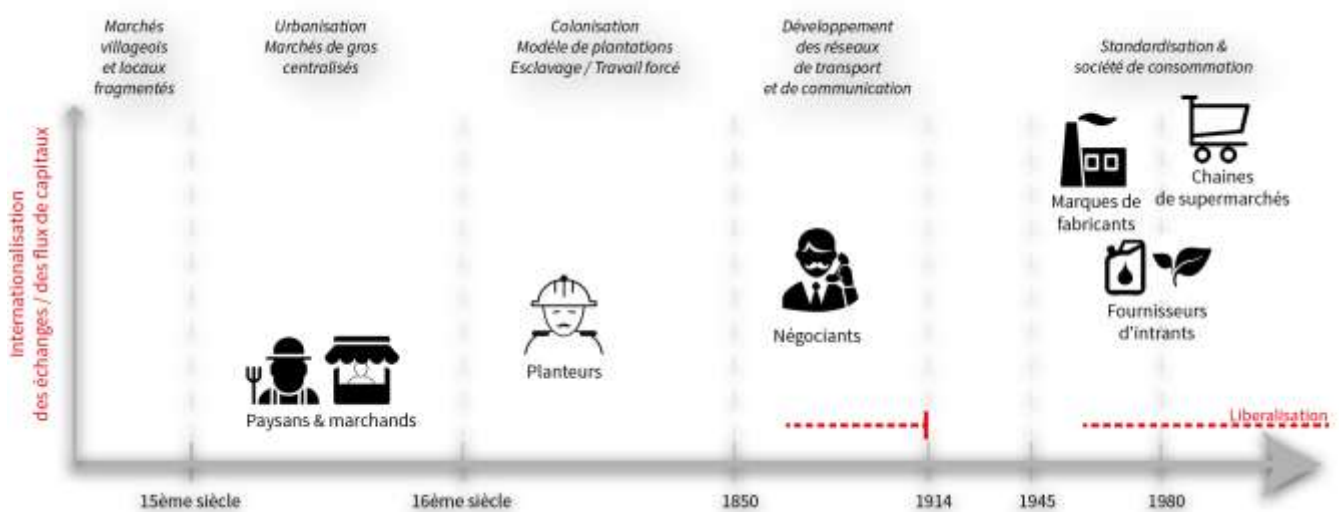 Marchés
villageois
et locaux
fragmentés
Urbanisation
Marchés de gros
centralisés
Colonisation
Modèle de plantations
Esclavage / Travail forcé
Développement
des réseaux
de transport
et de communication
Standardisation &
société de consommation
Internationalisation
des échanges / des flux de capitaux
Paysans & marchands
Planteurs
Négociants
Marques de
fabricants
Chaines
de supermarchés
Fournisseurs
d'intrants
Liberalisation
15ème siècle
16ème siècle
1850
1914
1945
1980